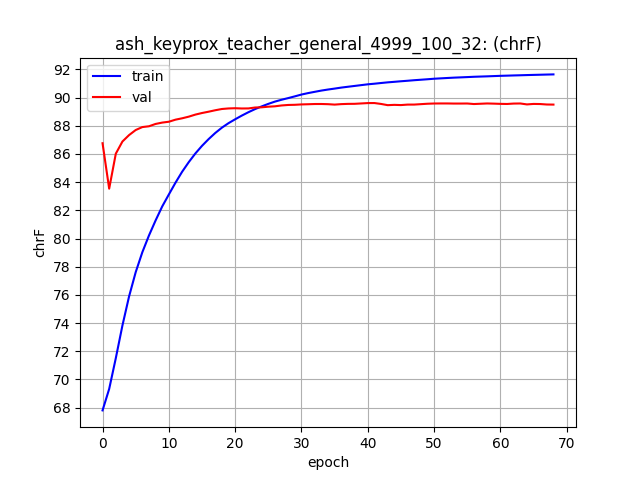 ash_keyprox_teacher_general_4999_100_32: (chrF)
train
val
chrF
92
90
88
86
84
82
80
78
76
74
72
70
68
0 10 20 30 40 50 60 70
epoch